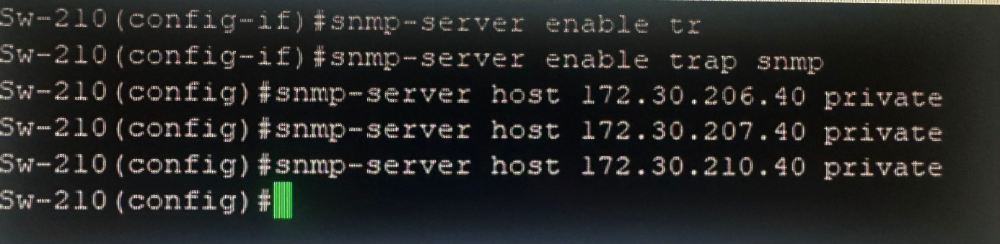 Sw-210(config-if)#snmp-server enable tr
Sw-210(config-if)#snmp-server enable trap snmp
Sw-210(config)#snmp-server host 172.30.206.40 private
Sw-210(config)#snmp-server host 172.30.207.40 private
Sw-210(config)#snmp-server host 172.30.210.40 private
Sw-210(config)#